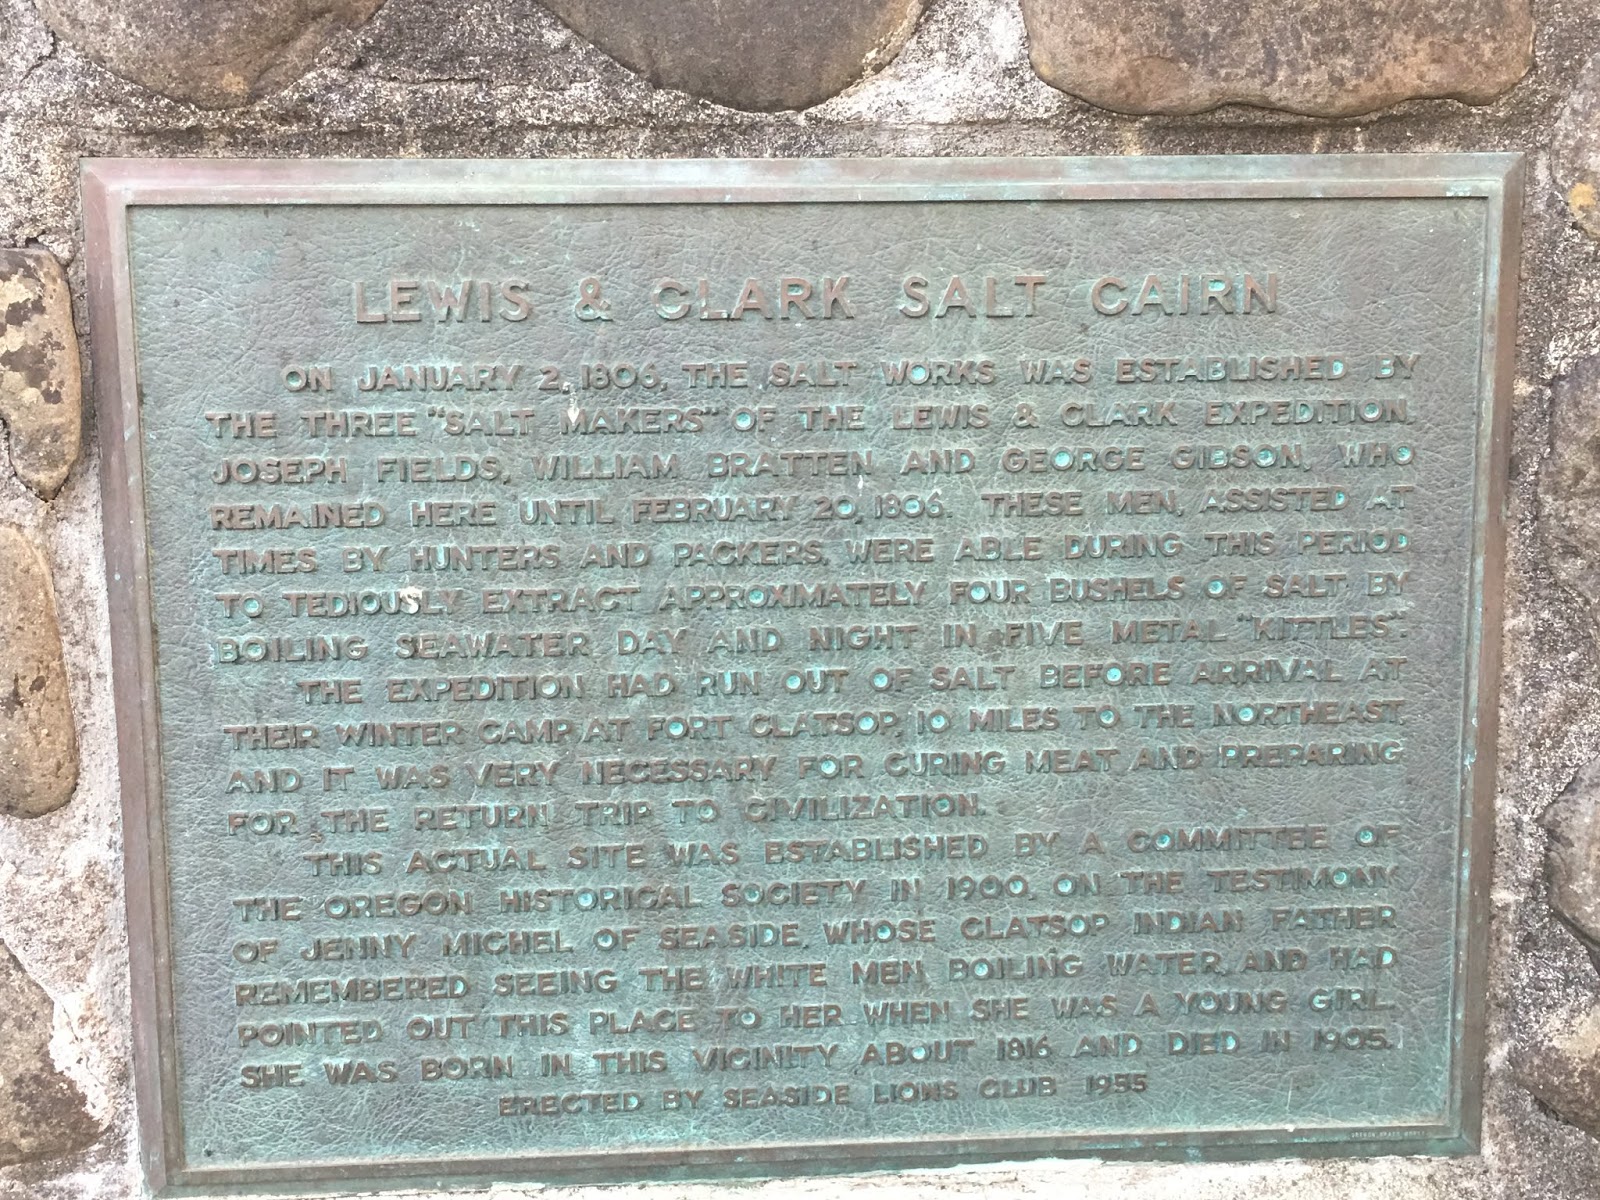 LEWIS & CLARK SALT CAIRN
ON JANUARY 2, 1806, THE SALT WORKS WAS ESTABLISHED BY
THE THREE "SALT MAKERS" OF THE LEWIS & CLARK EXPEDITION,
JOSEPH FIELDS, WILLIAM BRATTEN AND GEORGE GIBSON, WHO
REMAINED HERE UNTIL FEBRUARY 20, 1806. THESE MEN, ASSISTED AT
TIMES BY HUNTERS AND PACKERS, WERE ABLE DURING THIS PERIOD
TO TEDIOUSLY EXTRACT APPROXIMATELY FOUR BUSHELS OF SALT BY
BOILING SEAWATER DAY AND NIGHT IN FIVE METAL "KITTLES".
THE EXPEDITION HAD RUN OUT OF SALT BEFORE ARRIVAL AT
THEIR WINTER CAMP AT FORT CLATSOP, 10 MILES TO THE NORTHEAST,
AND IT WAS VERY NECESSARY FOR CURING MEAT AND PREPARING
FOR THE RETURN TRIP TO CIVILIZATION.
THIS ACTUAL SITE WAS ESTABLISHED BY A COMMITTEE OF
THE OREGON HISTORICAL SOCIETY IN 1900, ON THE TESTIMONY
OF JENNY MICHEL OF SEASIDE, WHOSE CLATSOP INDIAN FATHER
REMEMBERED SEEING THE WHITE MEN BOILING WATER, AND HAD
POINTED OUT THIS PLACE TO HER WHEN SHE WAS A YOUNG GIRL.
SHE WAS BORN IN THIS VICINITY ABOUT 1816 AND DIED IN 1905.
ERECTED BY SEASIDE LIONS CLUB 1955